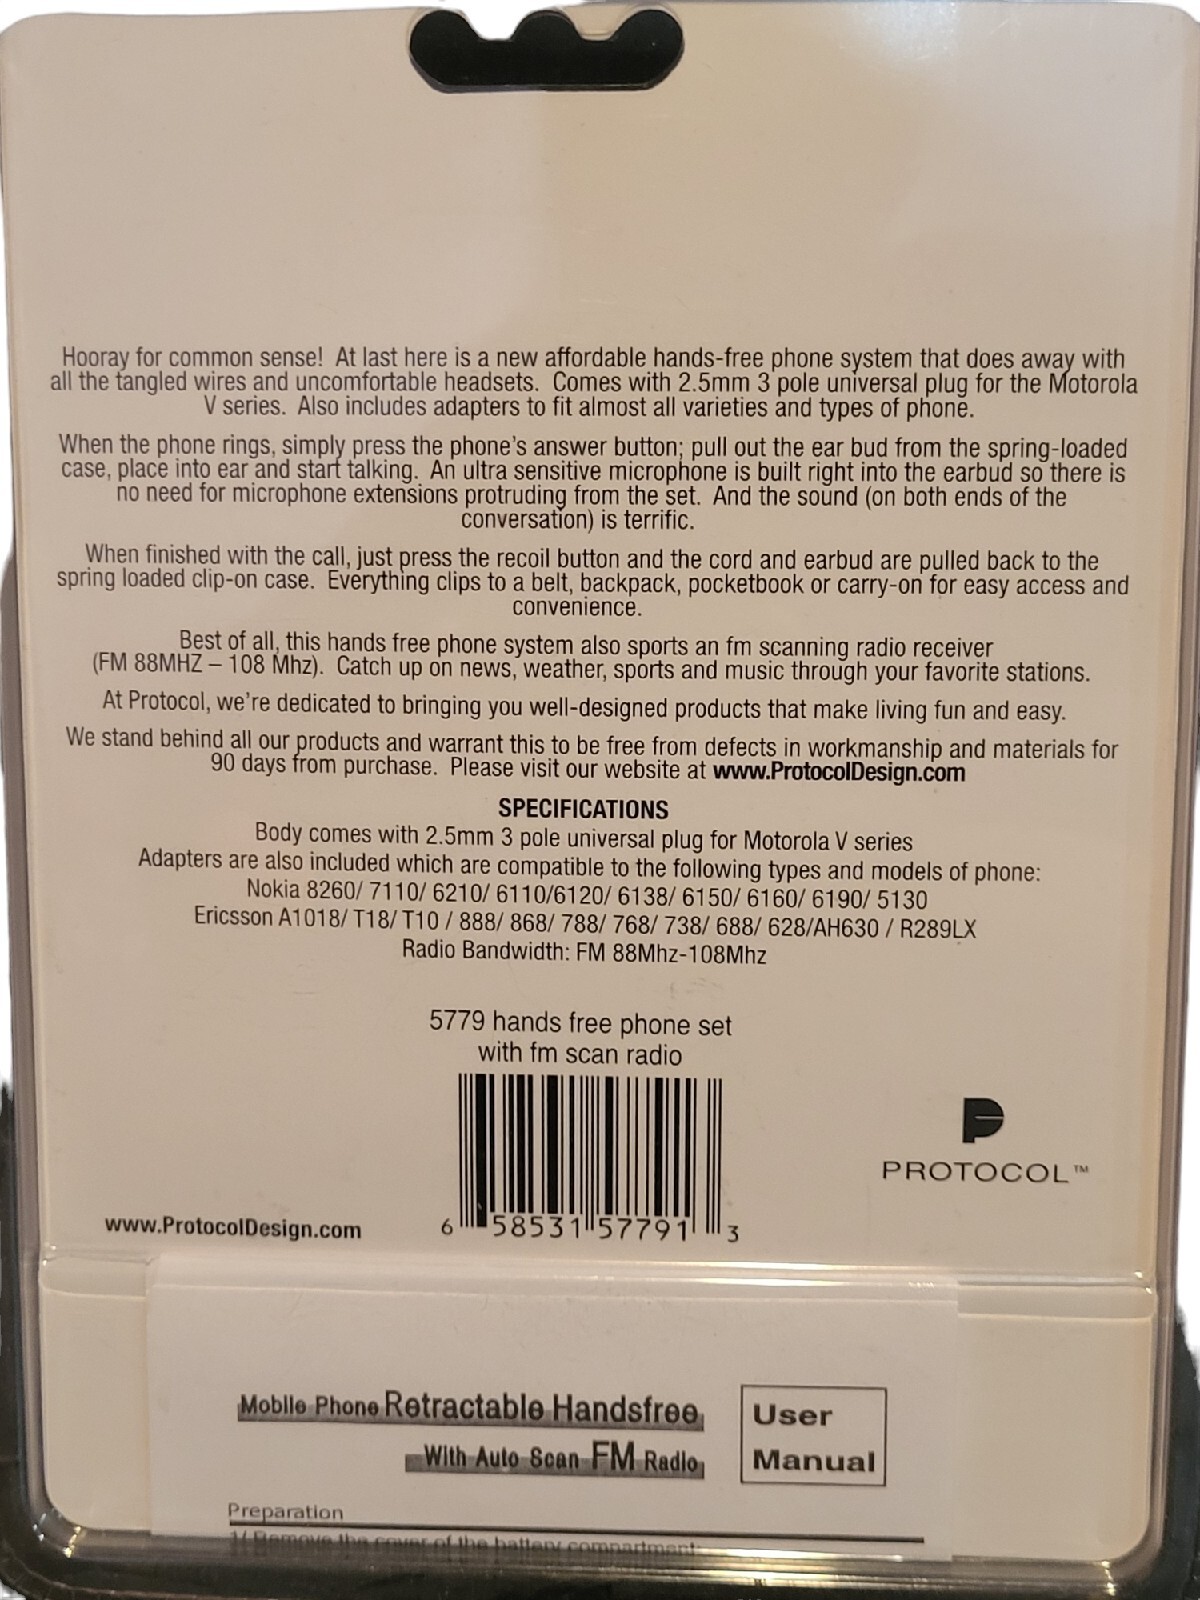 Hooray for common sense! At last here is a new affordable hands-free phone system that does away with
all the tangled wires and uncomfortable headsets. Comes with 2.5mm 3 pole universal plug for the Motorola
V series. Also includes adapters to fit almost all varieties and types of phone.
When the phone rings, simply press the phone's answer button; pull out the ear bud from the spring-loaded
case, place into ear and start talking. An ultra sensitive microphone is built right into the earbud so there is
no need for microphone extensions protruding from the set. And the sound (on both ends of the
conversation) is terrific.
When finished with the call, just press the recoil button and the cord and earbud are pulled back to the
spring loaded clip-on case. Everything clips to a belt, backpack, pocketbook or carry-on for easy access and
convenience.
Best of all, this hands free phone system also sports an fm scanning radio receiver
(FM 88MHZ – 108 Mhz). Catch up on news, weather, sports and music through your favorite stations.
At Protocol, we're dedicated to bringing you well-designed products that make living fun and easy.
We stand behind all our products and warrant this to be free from defects in workmanship and materials for
90 days from purchase. Please visit our website at www.ProtocolDesign.com
SPECIFICATIONS
Body comes with 2.5mm 3 pole universal plug for Motorola V series
Adapters are also included which are compatible to the following types and models of phone:
Nokia 8260/ 7110/ 6210/ 6110/6120/ 6138/ 6150/ 6160/ 6190/ 5130
Ericsson A1018/ T18/ T10 / 888/ 868/ 788/ 768/ 738/ 688/ 628/AH630 / R289LX
Radio Bandwidth: FM 88Mhz-108Mhz
5779 hands free phone set
with fm scan radio
PROTOCOL™
www.ProtocolDesign.com
6 58531 57791 3
Mobile Phone Retractable Handsfree
With Auto Scan FM Radio
User
Manual
Preparation
1/ Remove the cover of the battery compartment: